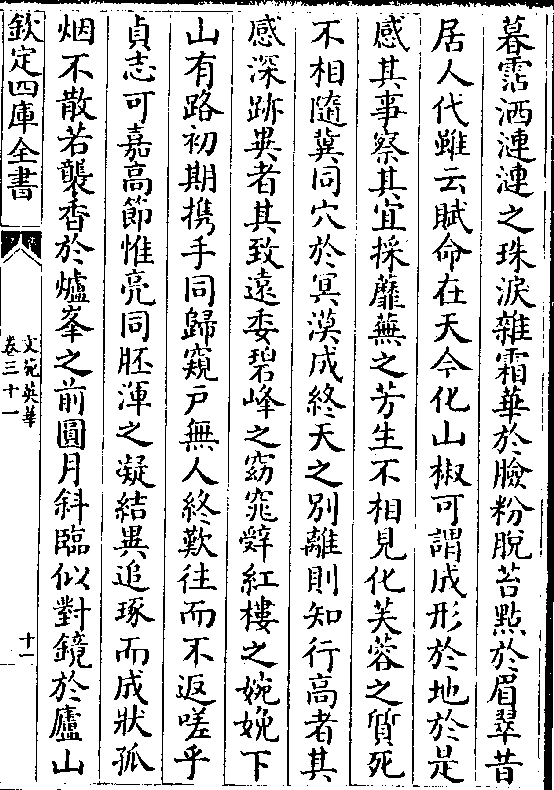 暮雲洒漣漣之珠淚雜霜華於臉粉脱苔點於眉翠昔
居人代雖云賦命在天今化山椒可謂成形於地於是
感其事察其宜採蘼蕪之芳生不相見化芙蓉之質死
不相隨冀同穴於冥漠成終天之别離則知行高者其
感深跡異者其致遠委碧峰之窈窕辭紅樓之婉娩下
山有路初期携手同歸窺戸無人終歎往而不返嗟乎
貞志可嘉高節惟亮同胚渾之凝結異追琢而成狀孤
烟不散若襲香於爐峯之前圓月斜臨似對鏡於廬山
欽定四庫全書
文苑英華
卷三十一
十一